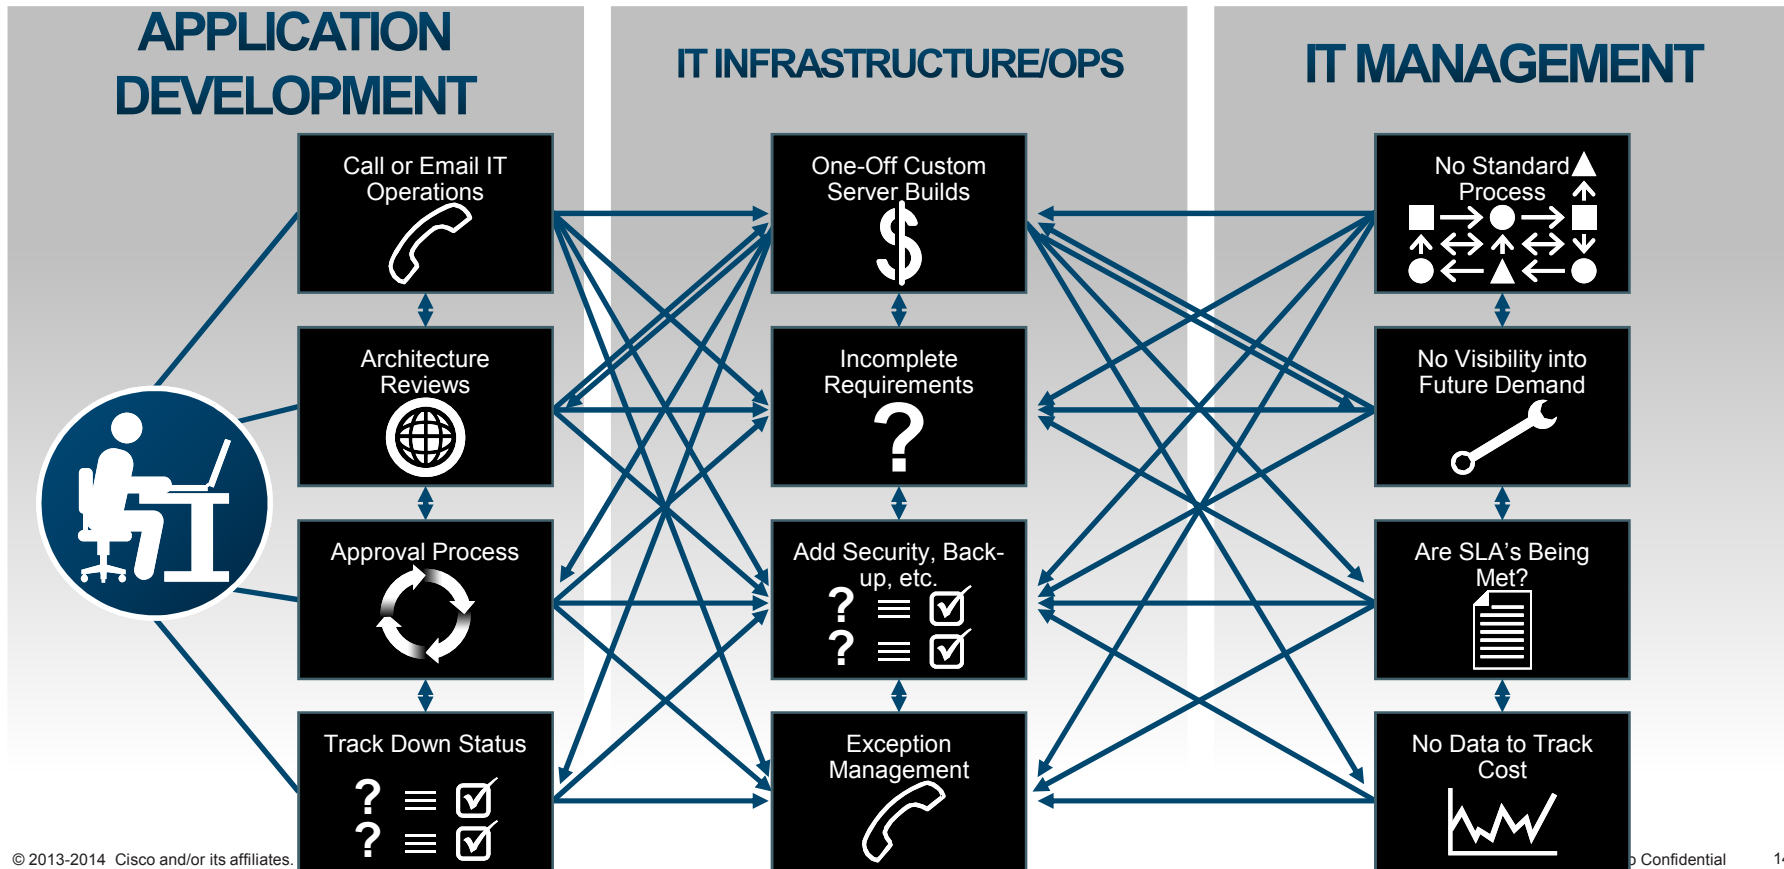 APPLICATION
DEVELOPMENT
IT INFRASTRUCTURE/OPS
IT MANAGEMENT
Call or Email IT
Operations
One-Off Custom
Server Builds
No Standard
Process
Architecture
Reviews
Incomplete
Requirements
?
No Visibility into
Future Demand
Approval Process
Add Security, Back-
up, etc.
?
?
Are SLA's Being
Met?
Track Down Status
?
?
Exception
Management
No Data to Track
Cost
© 2013-2014 Cisco and/or its affiliates.
Confidential
14